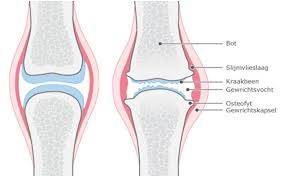 Bot
Slijmvlieslaag
Kraakbeen
Gewrichtsvocht
Osteofyt
Gewrichtskapsel